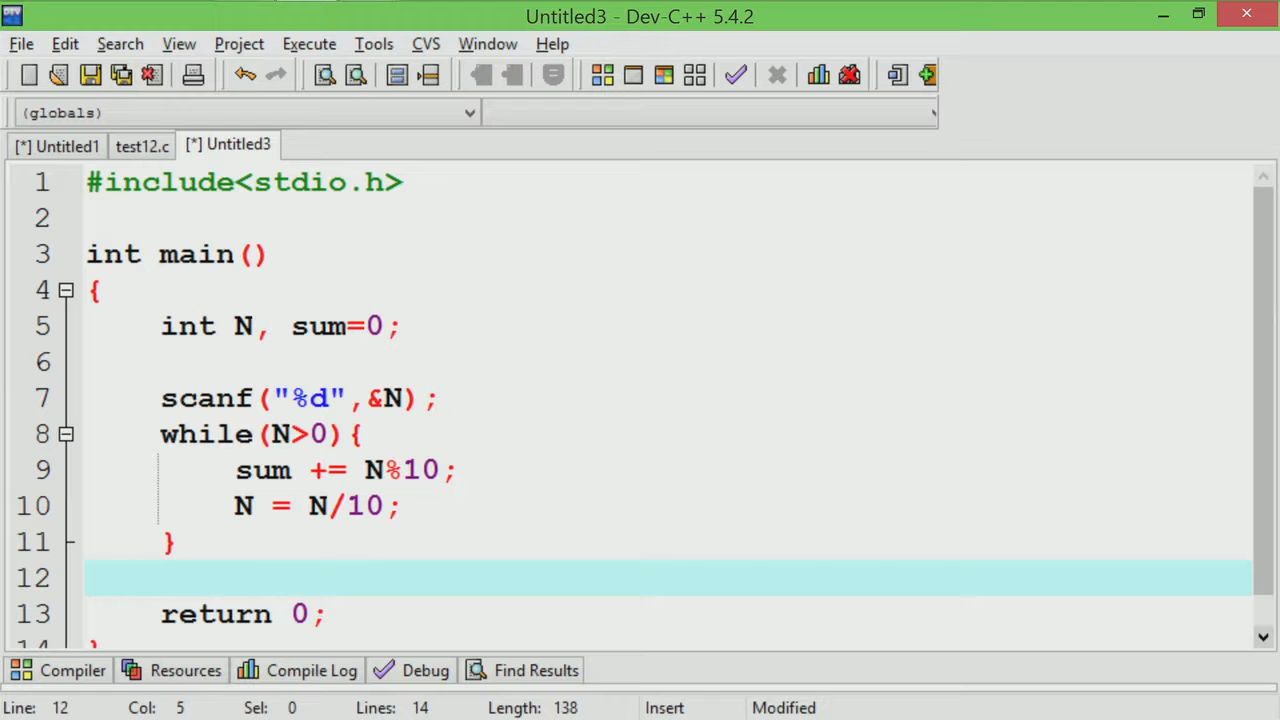 DEV
Untitled3 - Dev-C++ 5.4.2
File Edit Search View Project Execute Tools CVS Window Help
(globals)
[*] Untitled1 test12.c [*] Untitled3
1 #include<stdio.h>
2
3 int main()
4 {
5 int N, sum=0;
6
7 scanf("%d",&N);
8 while(N>0){
9 sum += N%10;
10 N = N/10;
11 }
12
13 return 0;
14 }
Compiler Resources Compile Log Debug Find Results
Line: 12 Col: 5 Sel: 0 Lines: 14 Length: 138 Insert Modified